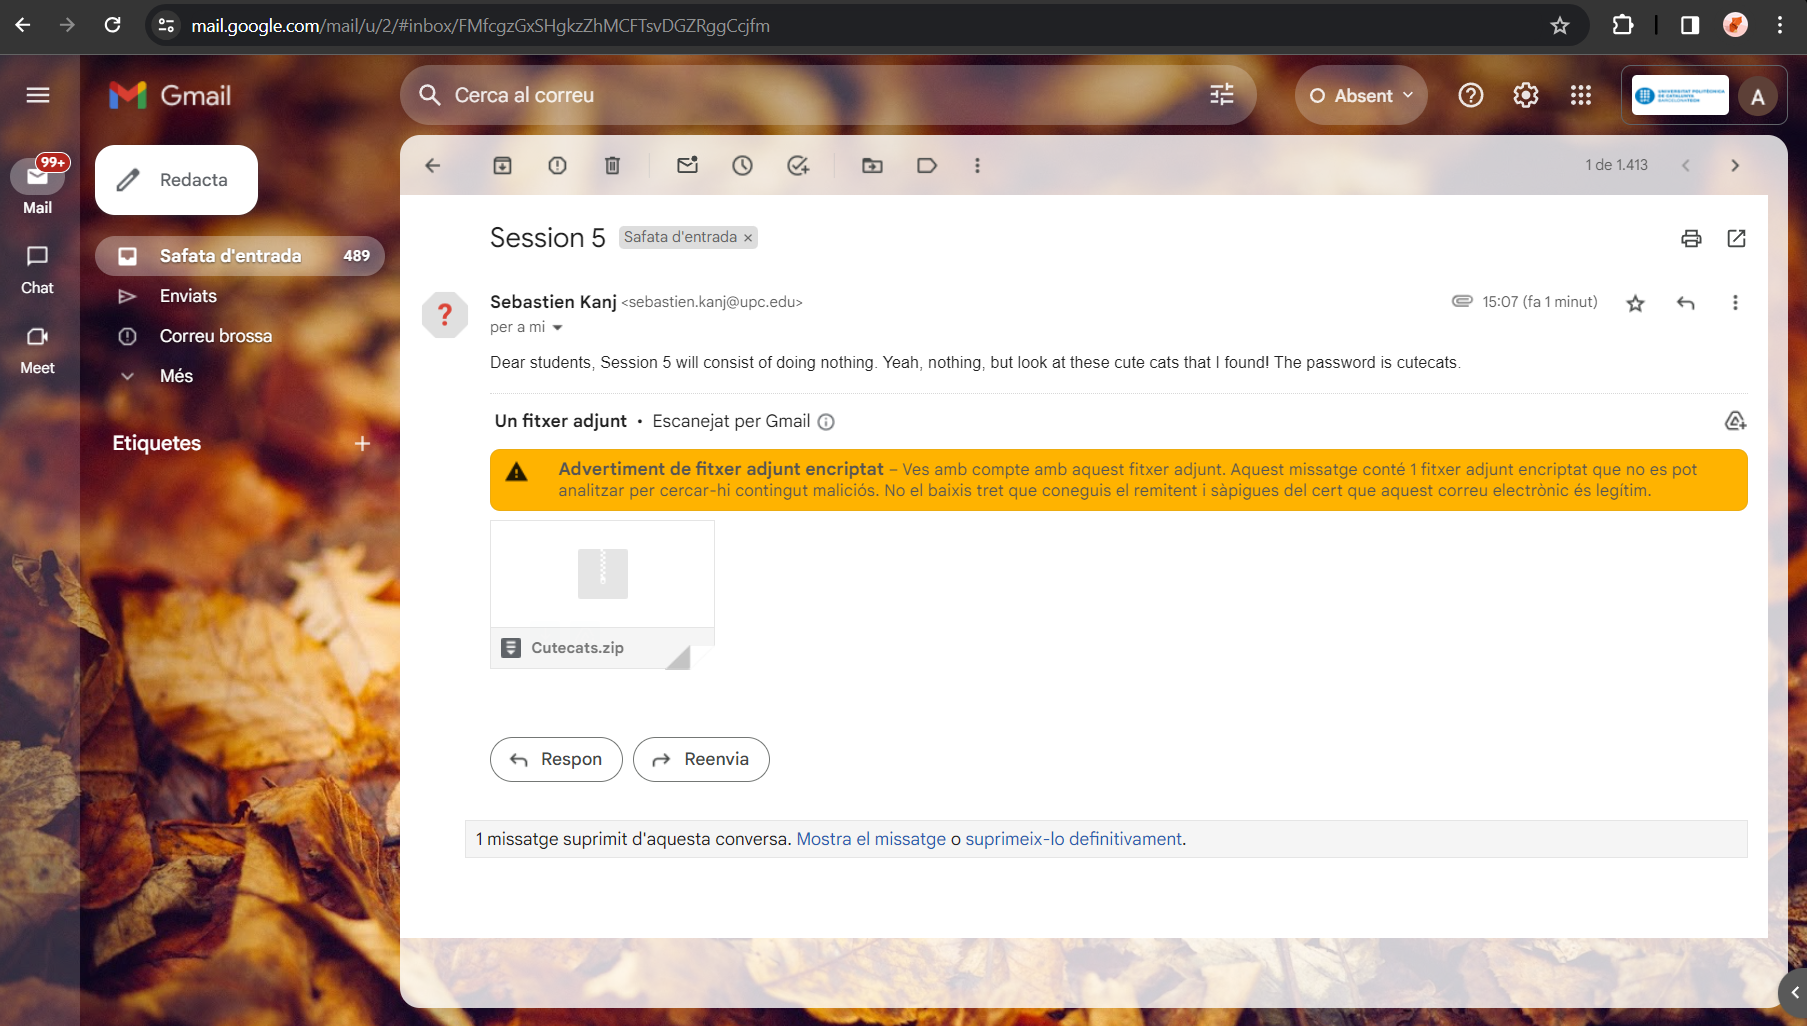 mail.google.com/mail/u/2/#inbox/FMfcgzGxSHgkzZhMCFTsvDGZRggCcjfm
Gmail
Cerca al correu
Absent
UNIVERSITAT POLITÈCNICA
DE CATALUNYA
BARCELONATECH
A
99+
Mail
Chat
Meet
Redacta
Safata d'entrada 489
Enviats
Correu brossa
Més
Etiquetes
1 de 1.413
Session 5 Safata d'entrada ×
Sebastien Kanj <sebastien.kanj@upc.edu> 15:07 (fa 1 minut)
per a mi
Dear students, Session 5 will consist of doing nothing. Yeah, nothing, but look at these cute cats that I found! The password is cutecats.
Un fitxer adjunt • Escanejat per Gmail
Advertiment de fitxer adjunt encriptat – Ves amb compte amb aquest fitxer adjunt. Aquest missatge conté 1 fitxer adjunt encriptat que no es pot
analitzar per cercar-hi contingut maliciós. No el baixis tret que coneguis el remitent i sàpigues del cert que aquest correu electrònic és legítim.
Cutecats.zip
Respon
Reenvia
1 missatge suprimit d'aquesta conversa. Mostra el missatge o suprimeix-lo definitivament.